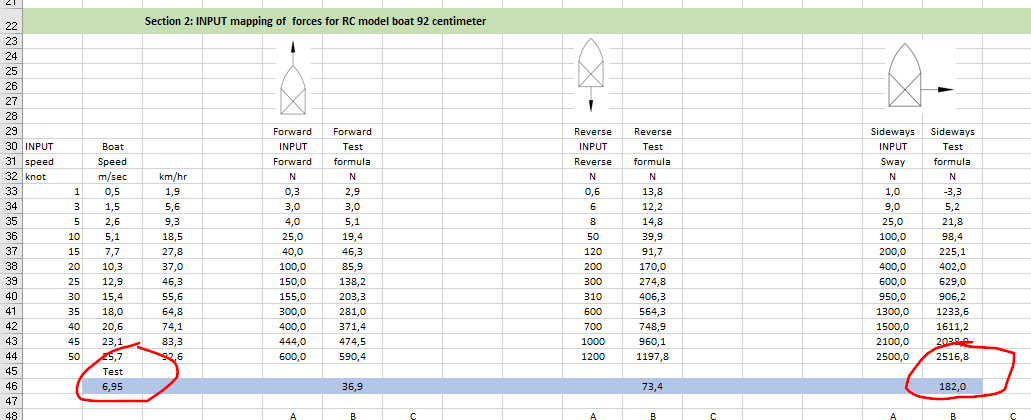 21
22 Section 2: INPUT mapping of forces for RC model boat 92 centimeter
23
24
25
26
27
28
29 Forward Forward Reverse Reverse Sideways Sideways
30 INPUT Boat INPUT Test INPUT Test INPUT Test
31 speed Speed Forward formula Reverse formula Sway formula
32 knot m/sec km/hr N N N N N N
33 1 0,5 1,9 0,3 2,9 0,6 13,8 1,0 -3,3
34 3 1,5 5,6 3,0 3,0 6 12,2 9,0 5,2
35 5 2,6 9,3 4,0 5,1 8 14,8 25,0 21,8
36 10 5,1 18,5 25,0 19,4 50 39,9 100,0 98,4
37 15 7,7 27,8 40,0 46,3 120 91,7 200,0 225,1
38 20 10,3 37,0 100,0 85,9 200 170,0 400,0 402,0
39 25 12,9 46,3 150,0 138,2 300 274,8 600,0 629,0
40 30 15,4 55,6 155,0 203,3 310 406,3 950,0 906,2
41 35 18,0 64,8 300,0 281,0 600 564,3 1300,0 1233,6
42 40 20,6 74,1 400,0 371,4 700 748,9 1500,0 1611,2
43 45 23,1 83,3 444,0 474,5 1000 960,1 2100,0
44 50 25,7 92,6 600,0 590,4 1200 1197,8 2500,0 2516,8
45 Test
46 6,95 36,9 73,4 182,0
47
48 A B C A B C A B C